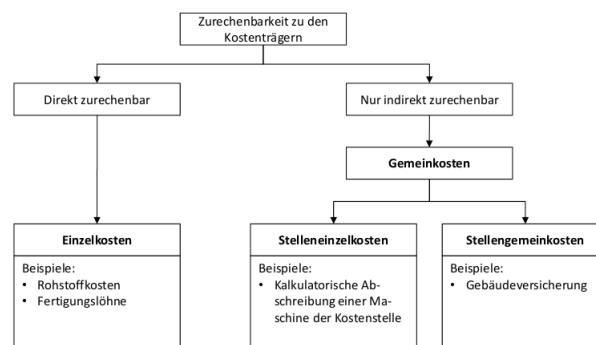 Zurechenbarkeit zu den
Kostenträgern
Direkt zurechenbar
Nur indirekt zurechenbar
Gemeinkosten
Einzelkosten
Beispiele:
• Rohstoffkosten
• Fertigungslöhne
Stelleneinzelkosten
Beispiele:
• Kalkulatorische Ab-
schreibung einer Ma-
schine der Kostenstelle
Stellengemeinkosten
Beispiele:
• Gebäudeversicherung